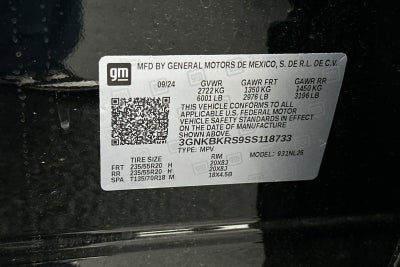 gm
MFD BY GENERAL MOTORS DE MEXICO, S. DE R.L. DE C.V.
09/24 GVWR GAWR FRT GAWR RR
2722 KG 1350 KG 1450 KG
6001 LB 2976 LB 3196 LB
THIS VEHICLE CONFORMS TO ALL
APPLICABLE U.S. FEDERAL MOTOR
VEHICLE SAFETY STANDARDS IN EFFECT
ON THE DATE OF MANUFACTURE
SHOWN ABOVE.
3GNKBKRS9SS118733
TYPE: MPV MODEL: 931NL26
TIRE SIZE RIM
FRT 235/55R20 H 20X8J
RR 235/55R20 H 20X8J
SPA T135/70R18 M 18X4.5B